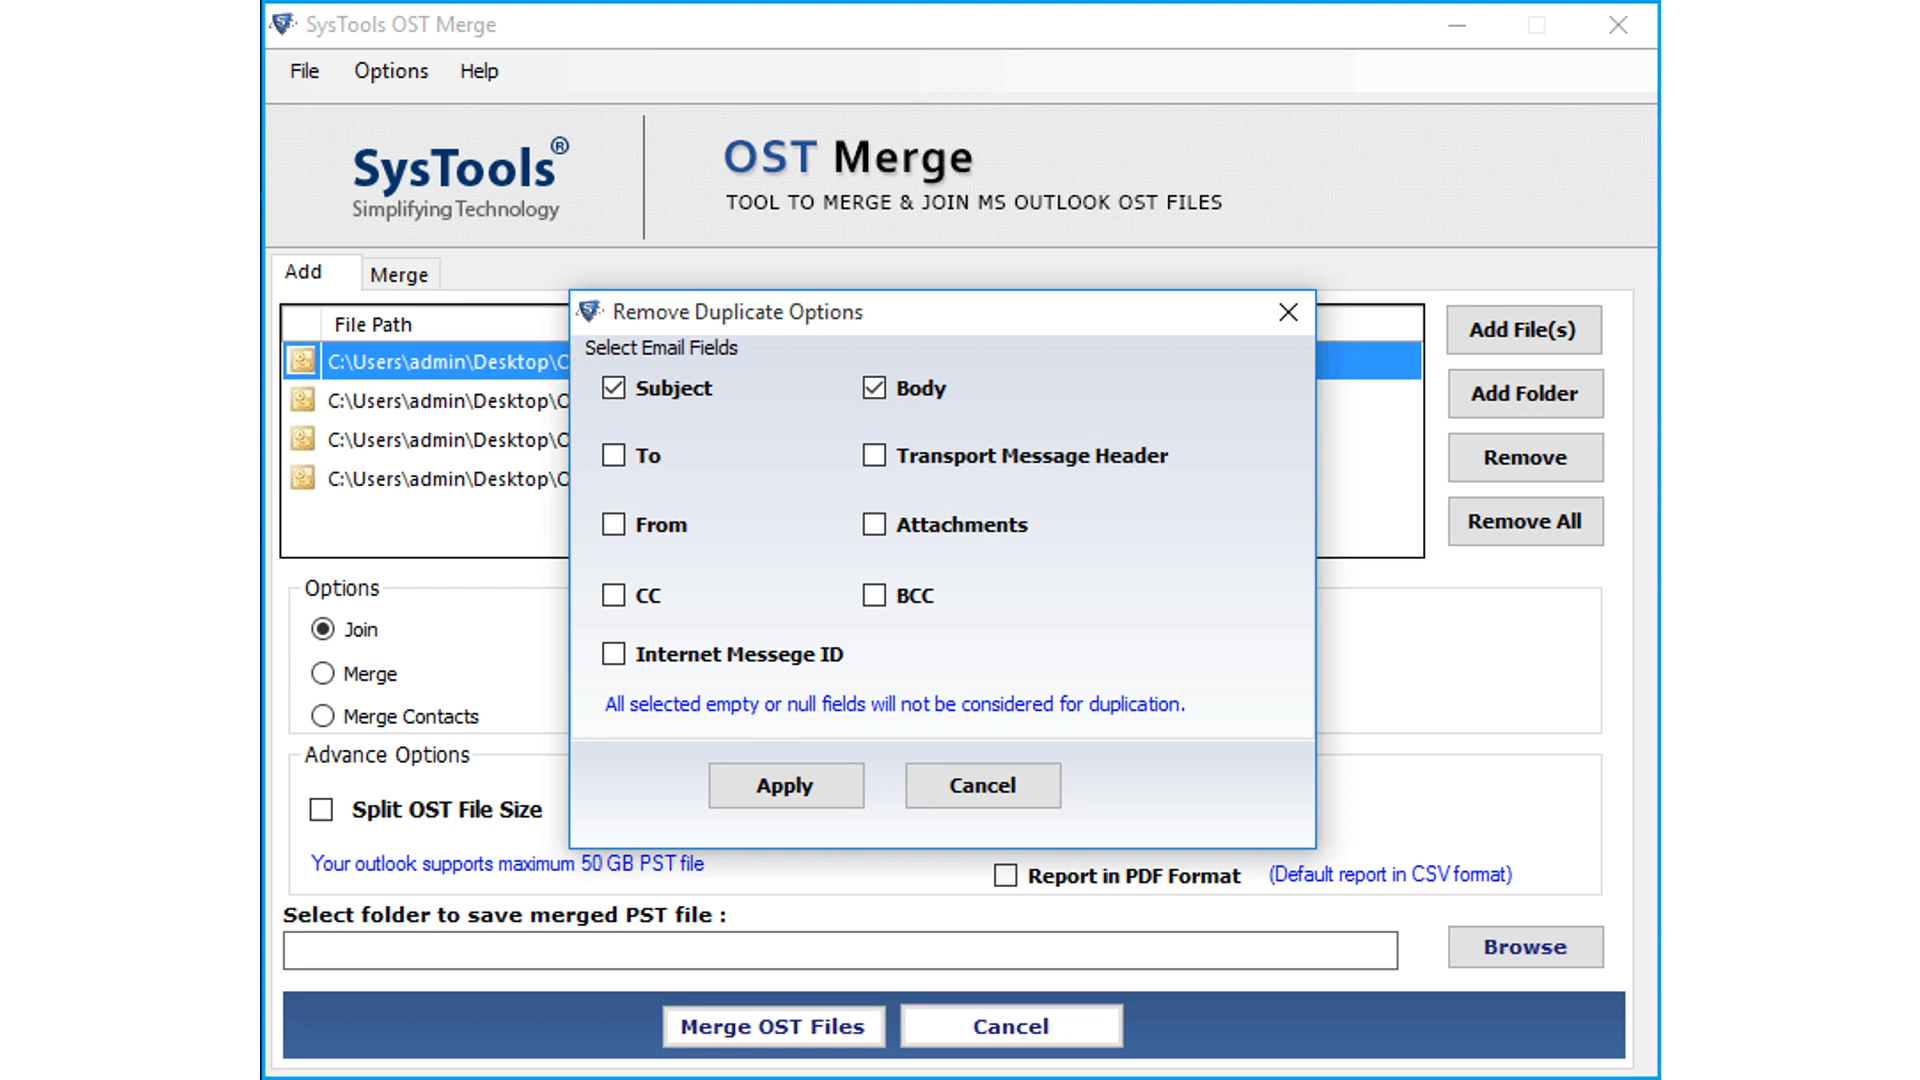 SysTools OST Merge
File Options Help
SysTools®
Simplifying Technology
OST Merge
TOOL TO MERGE & JOIN MS OUTLOOK OST FILES
Add Merge
File Path
C:\Users\admin\Desktop\O
C:\Users\admin\Desktop\O
C:\Users\admin\Desktop\O
C:\Users\admin\Desktop\O
Add File(s)
Add Folder
Remove
Remove All
Remove Duplicate Options
Select Email Fields
Subject Body
To Transport Message Header
From Attachments
CC BCC
Internet Messege ID
All selected empty or null fields will not be considered for duplication.
Apply Cancel
Options
Join
Merge
Merge Contacts
Advance Options
Split OST File Size
Your outlook supports maximum 50 GB PST file
Report in PDF Format (Default report in CSV format)
Select folder to save merged PST file :
Browse
Merge OST Files Cancel